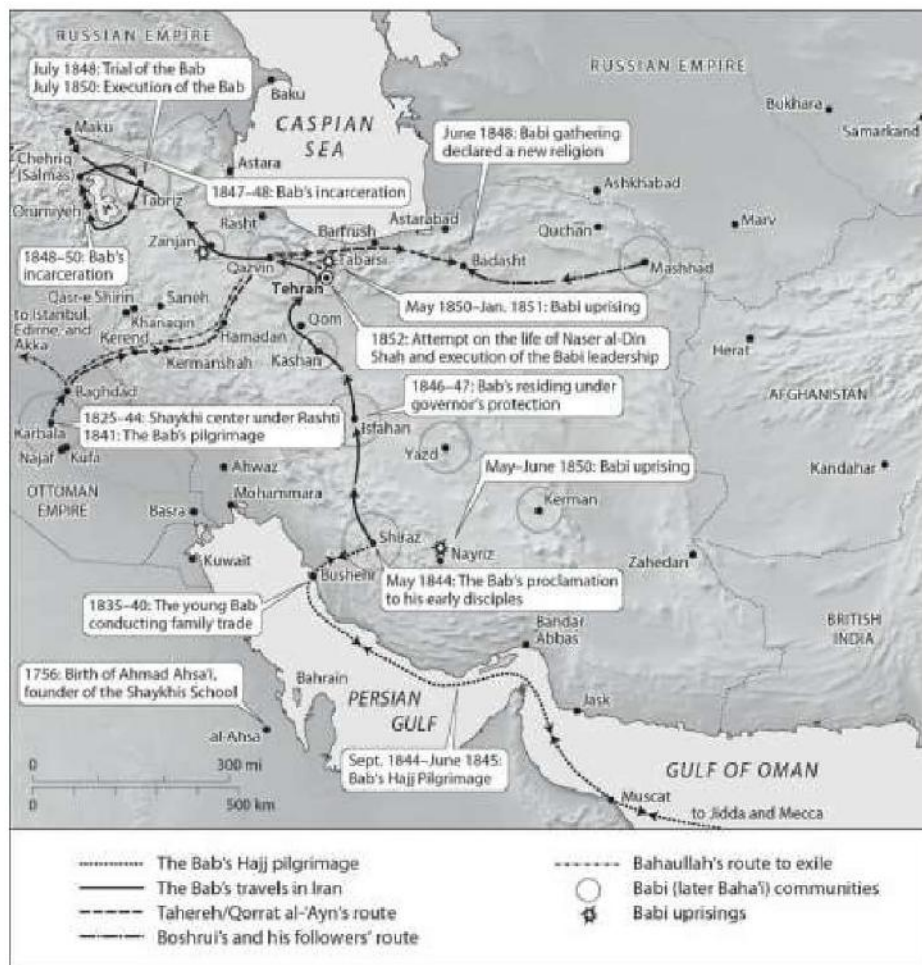 RUSSIAN EMPIRE
RUSSIAN EMPIRE
July 1848: Trial of the Bab
July 1850: Execution of the Bab
Baku
Bukhara
Samarkand
CASPIAN
SEA
Maku
June 1848: Babi gathering
declared a new religion
Chehriq
(Salmas)
Astara
1847–48: Bab's incarceration
Ashkhabad
Tabriz
Orumiyeh
Rasht
Astarabad
Marv
Barfrush
Quchan
Zanjan
1848–50: Bab's
incarceration
Qazvin
Tabarsi
Badasht
Mashhad
Tehran
May 1850–Jan. 1851: Babi uprising
Qasr-e Shirin
Saneh
to Istanbul,
Edirne, and
Akka
Khanaqin
Qom
Kerend
Hamadan
1852: Attempt on the life of Naser al-Din
Shah and execution of the Babi leadership
Herat
Kermanshah
Kashan
Baghdad
1846–47: Bab's residing under
governor's protection
AFGHANISTAN
1825–44: Shaykhi center under Rashti
1841: The Bab's pilgrimage
Karbala
Isfahan
Najaf
Kufa
Yazd
Ahwaz
May–June 1850: Babi uprising
Kandahar
OTTOMAN
EMPIRE
Mohammara
Kerman
Basra
Shiraz
Nayriz
Kuwait
Zahedan
Bushehr
May 1844: The Bab's proclamation
to his early disciples
1835–40: The young Bab
conducting family trade
BRITISH
INDIA
Bandar
Abbas
1756: Birth of Ahmad Ahsa'i,
founder of the Shaykhis School
Bahrain
PERSIAN
GULF
Jask
al-Ahsa
Sept. 1844–June 1845:
Bab's Hajj Pilgrimage
GULF OF OMAN
0 300 mi
0 500 km
Muscat
to Jidda and Mecca
The Bab's Hajj pilgrimage
The Bab's travels in Iran
Tahereh/Qorrat al-'Ayn's route
Boshrui's and his followers' route
Bahaullah's route to exile
Babi (later Baha'i) communities
Babi uprisings